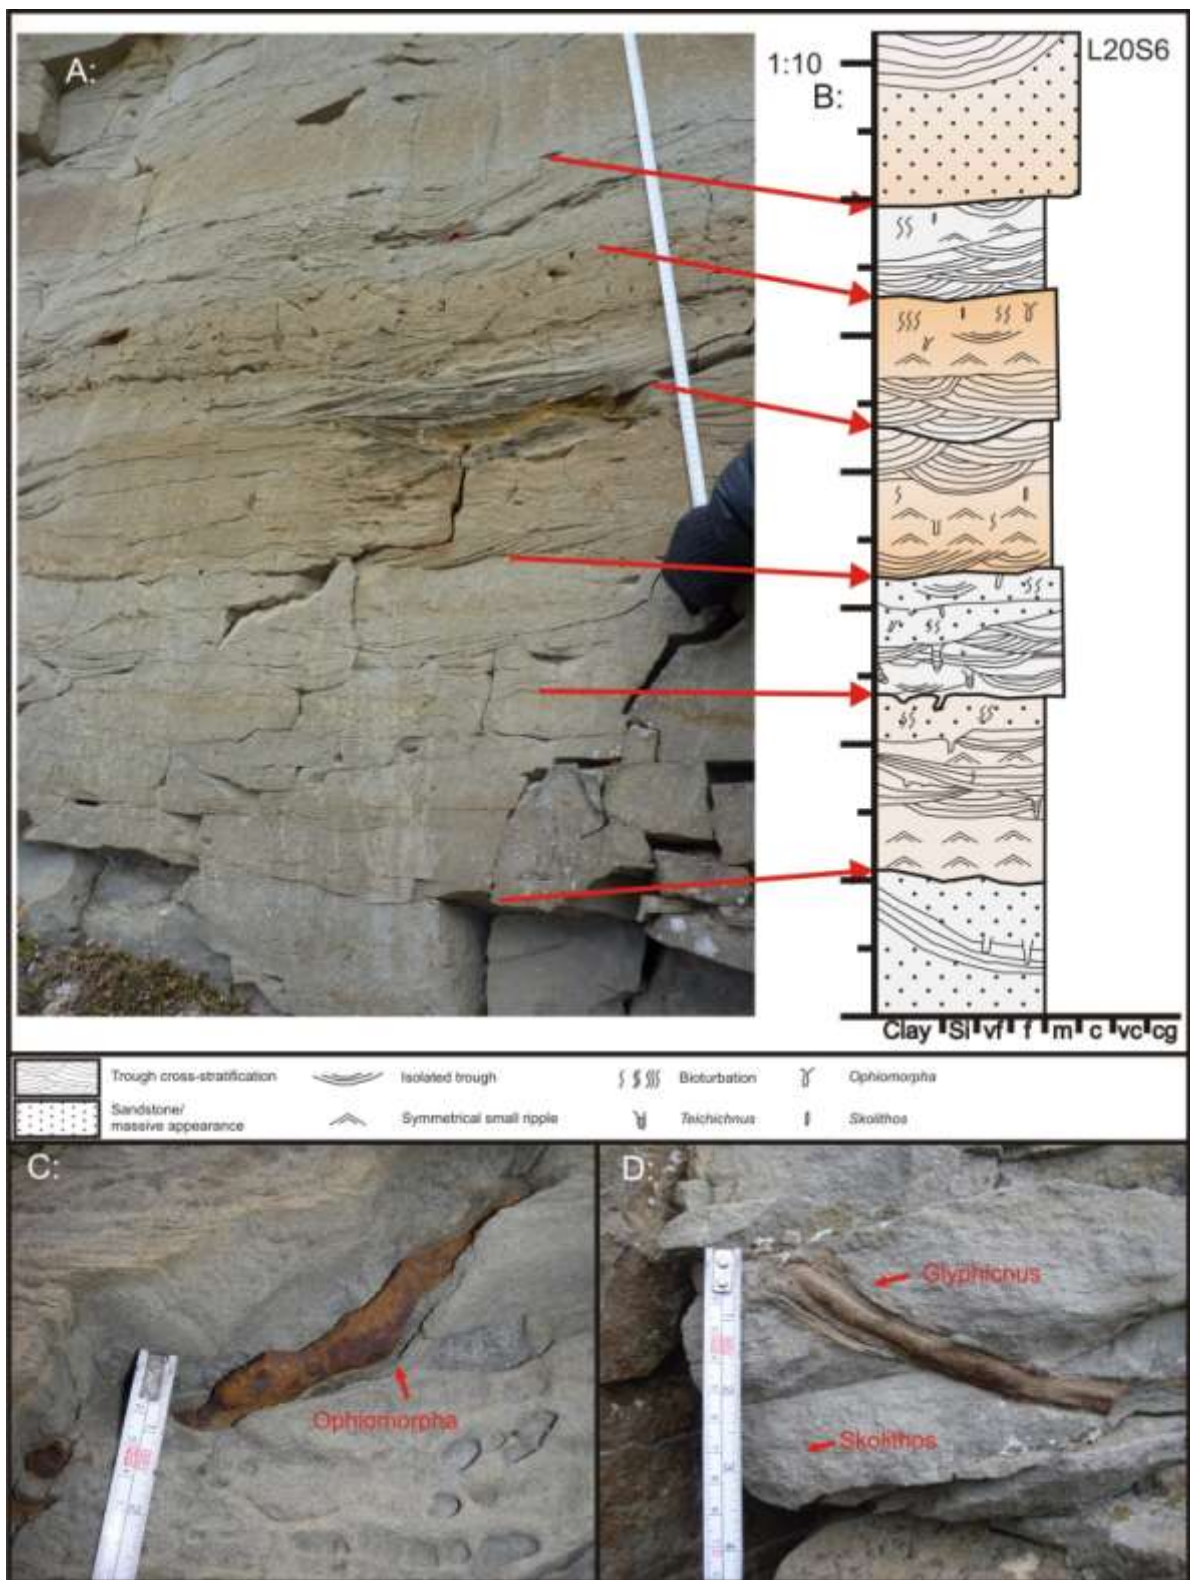 A:
1:10
B:
L20S6
Clay Si vf f m c vc cg
Trough cross-stratification
Isolated trough
Bioturbation
Ophiomorpha
Sandstone/
massive appearance
Symmetrical small ripple
Teichichnus
Skolithos
C:
Ophiomorpha
D:
Glyphicnus
Skolithos